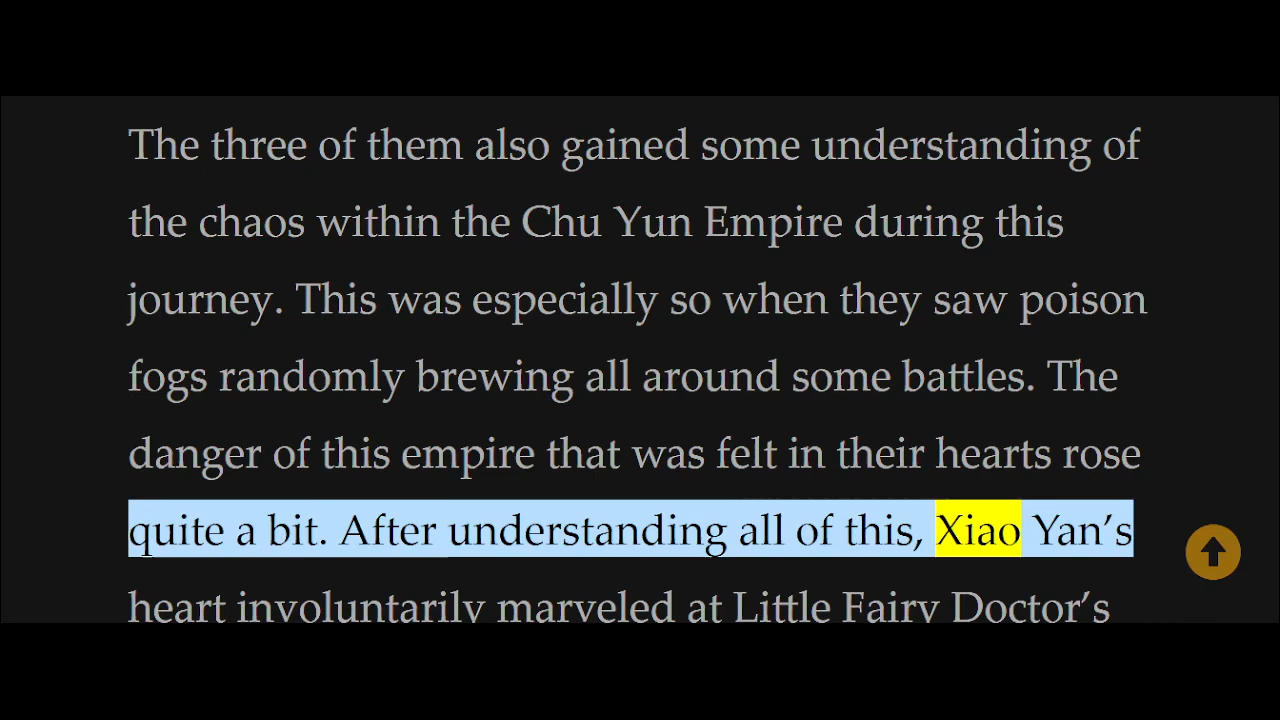 The three of them also gained some understanding of
the chaos within the Chu Yun Empire during this
journey. This was especially so when they saw poison
fogs randomly brewing all around some battles. The
danger of this empire that was felt in their hearts rose
quite a bit. After understanding all of this, Xiao Yan’s
heart involuntarily marveled at Little Fairy Doctor’s